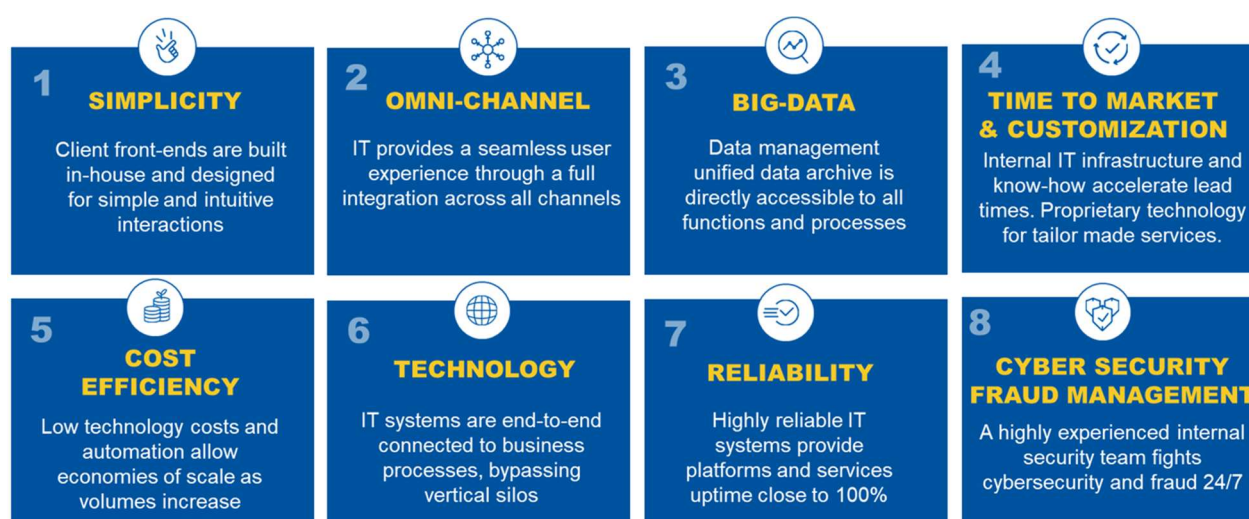 1
SIMPLICITY
Client front-ends are built
in-house and designed
for simple and intuitive
interactions
2
OMNI-CHANNEL
IT provides a seamless user
experience through a full
integration across all channels
3
BIG-DATA
Data management
unified data archive is
directly accessible to all
functions and processes
4
TIME TO MARKET
& CUSTOMIZATION
Internal IT infrastructure and
know-how accelerate lead
times. Proprietary technology
for tailor made services.
5
COST
EFFICIENCY
Low technology costs and
automation allow
economies of scale as
volumes increase
6
TECHNOLOGY
IT systems are end-to-end
connected to business
processes, bypassing
vertical silos
7
RELIABILITY
Highly reliable IT
systems provide
platforms and services
uptime close to 100%
8
CYBER SECURITY
FRAUD MANAGEMENT
A highly experienced internal
security team fights
cybersecurity and fraud 24/7